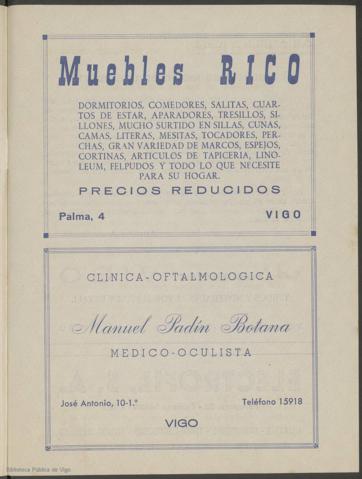 Muebles RICO
DORMITORIOS, COMEDORES, SALITAS, CUAR-
TOS DE ESTAR, APARADORES, TRESILLOS, SI-
LLONES, MUCHO SURTIDO EN SILLAS, CUNAS,
CAMAS, LITERAS, MESITAS, TOCADORES, PER-
CHAS, GRAN VARIEDAD DE MARCOS, ESPEJOS,
CORTINAS, ARTICULOS DE TAPICERIA, LINO-
LEUM, FELPUDOS Y TODO LO QUE NECESITE
PARA SU HOGAR.
PRECIOS REDUCIDOS
Palma, 4 VIGO
CLINICA-OFTALMOLOGICA
Manuel Padín Botana
MEDICO-OCULISTA
José Antonio, 10-1.º Teléfono 15918
VIGO
Biblioteca Pública de Vigo